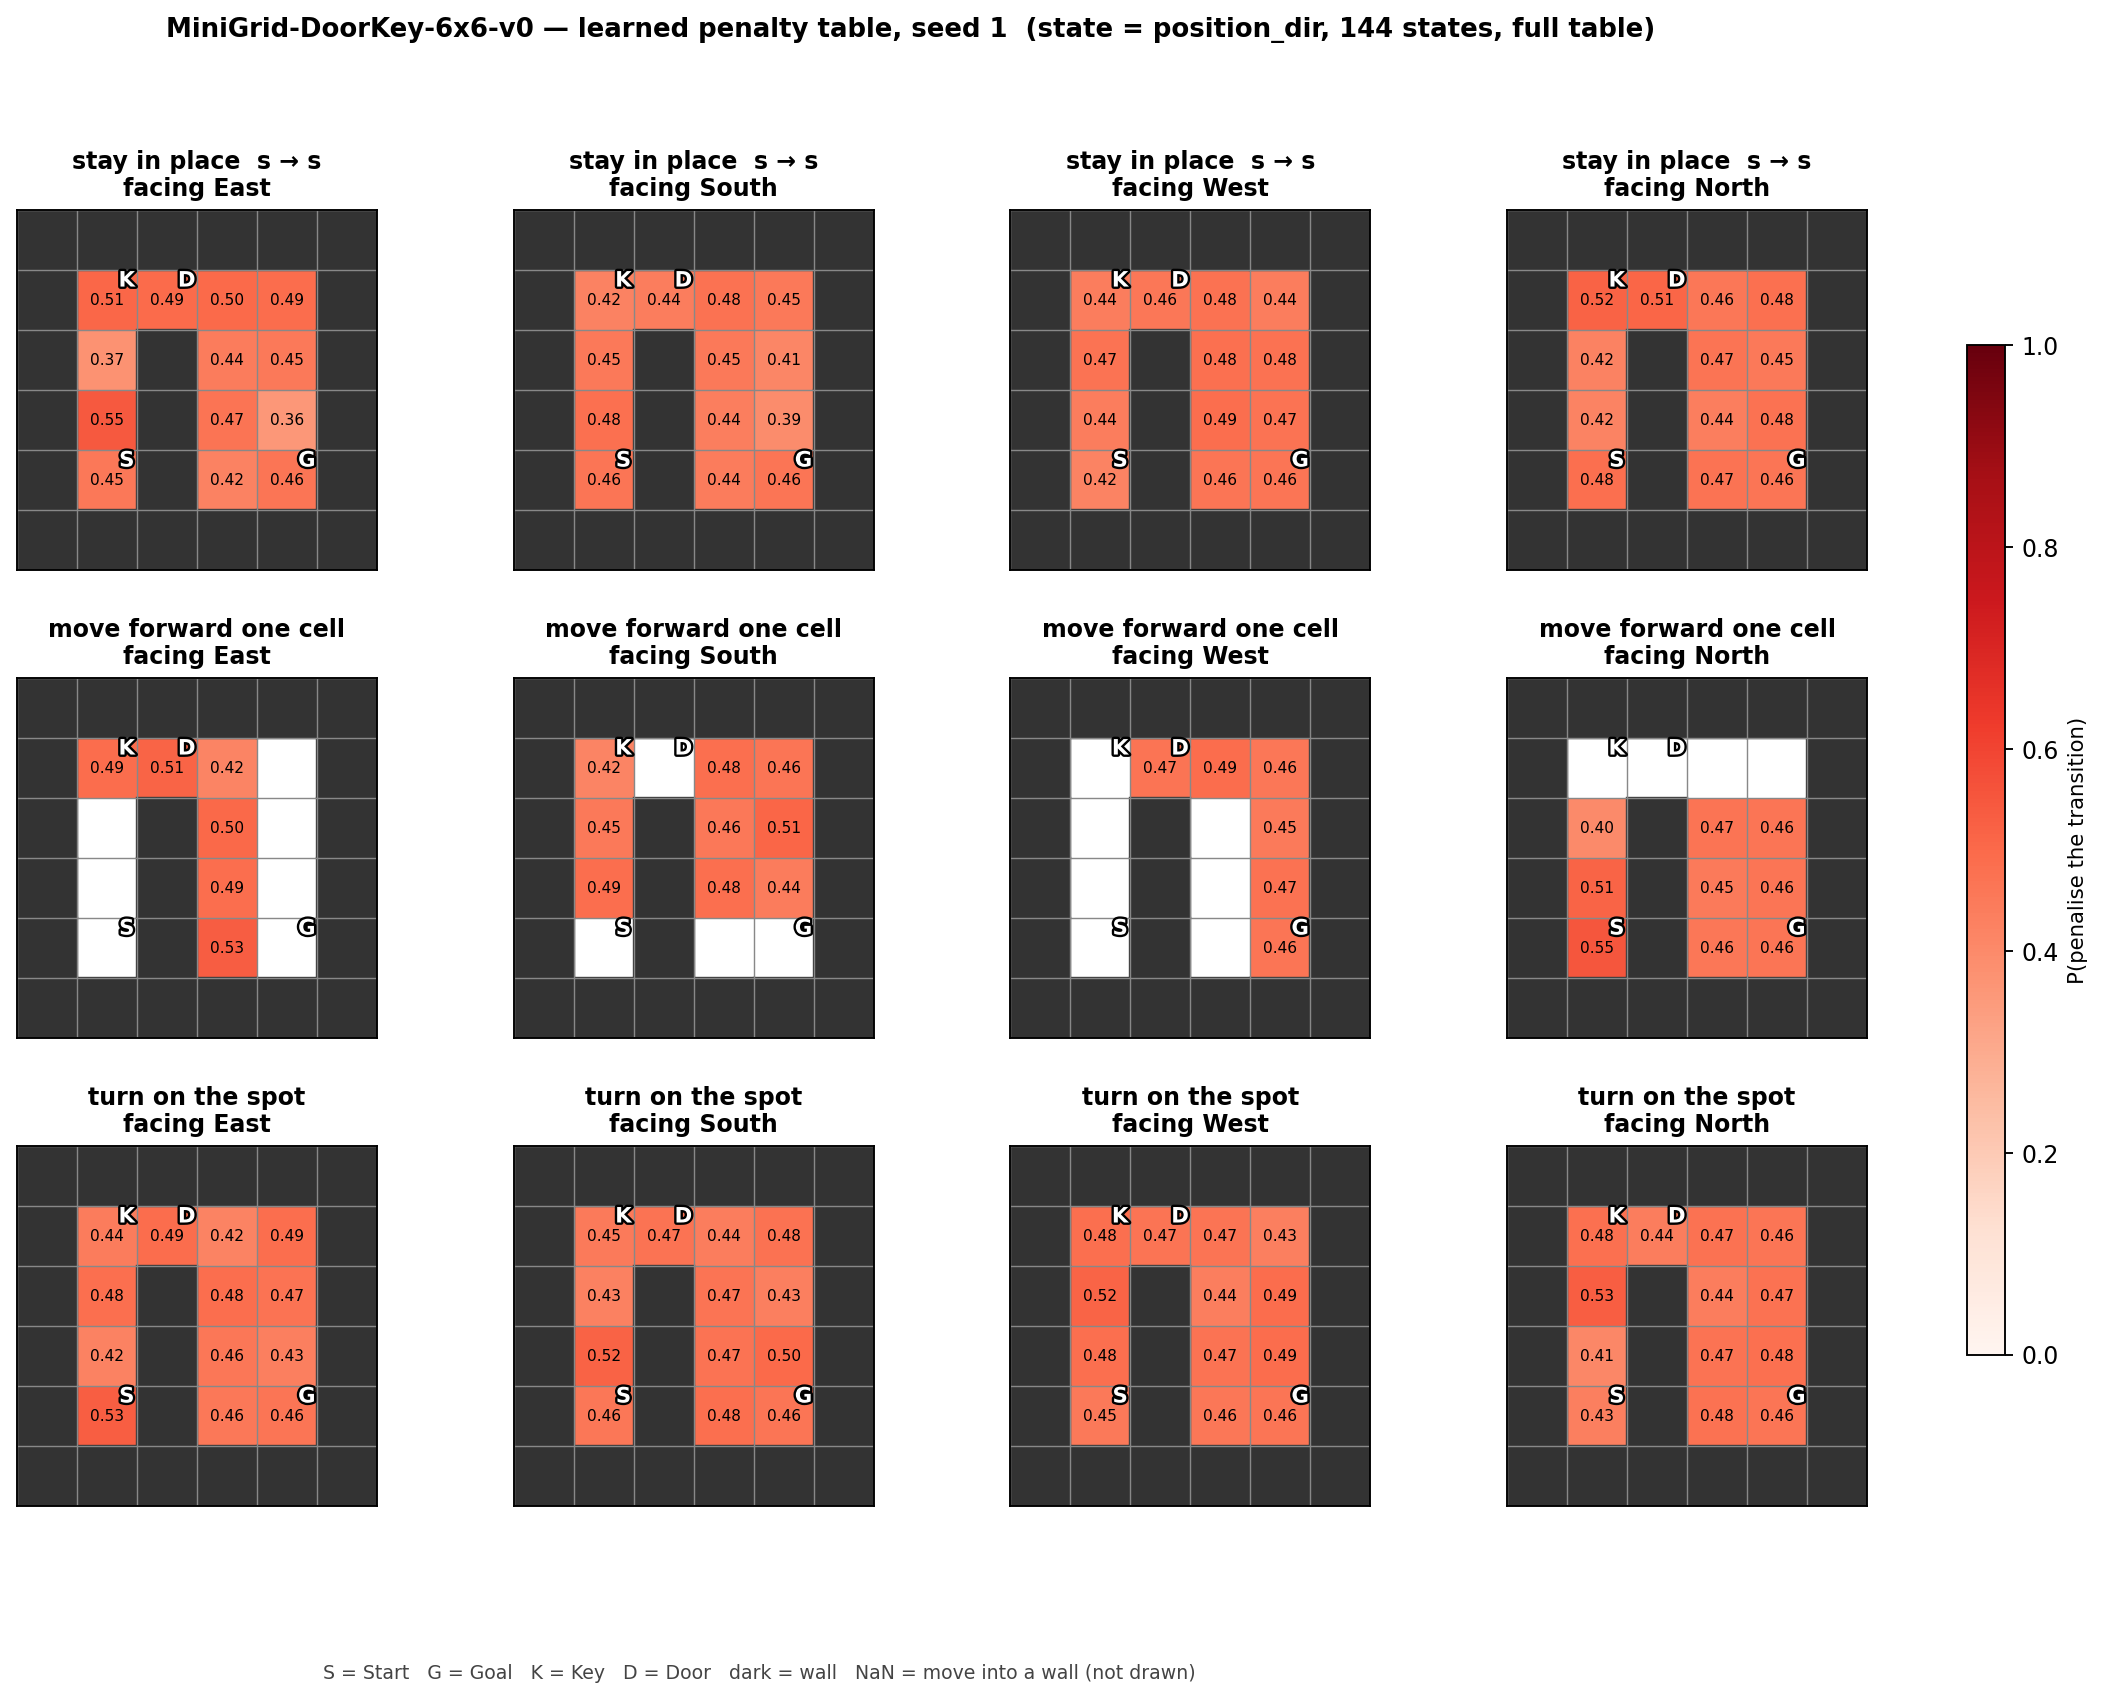 MiniGrid-DoorKey-6x6-v0 — learned penalty table, seed 1  (state = position_dir, 144 states, full table)
stay in place  s → s
facing East
stay in place  s → s
facing South
stay in place  s → s
facing West
stay in place  s → s
facing North
K D
0.51 0.49 0.50 0.49
0.37 0.44 0.45
0.55 0.47 0.36
S G
0.45 0.42 0.46
K D
0.42 0.44 0.48 0.45
0.45 0.45 0.41
0.48 0.44 0.39
S G
0.46 0.44 0.46
K D
0.44 0.46 0.48 0.44
0.47 0.48 0.48
0.44 0.49 0.47
S G
0.42 0.46 0.46
K D
0.52 0.51 0.46 0.48
0.42 0.47 0.45
0.42 0.44 0.48
S G
0.48 0.47 0.46
move forward one cell
facing East
move forward one cell
facing South
move forward one cell
facing West
move forward one cell
facing North
K D
0.49 0.51 0.42
0.50
0.49
S G
0.53
K D
0.42 0.48 0.46
0.45 0.46 0.51
0.49 0.48 0.44
S G
K D
0.47 0.49 0.46
0.45
0.47
S G
0.46
K D
0.40 0.47 0.46
0.51 0.45 0.46
S G
0.55 0.46 0.46
turn on the spot
facing East
turn on the spot
facing South
turn on the spot
facing West
turn on the spot
facing North
K D
0.44 0.49 0.42 0.49
0.48 0.48 0.47
0.42 0.46 0.43
S G
0.53 0.46 0.46
K D
0.45 0.47 0.44 0.48
0.43 0.47 0.43
0.52 0.47 0.50
S G
0.46 0.48 0.46
K D
0.48 0.47 0.47 0.43
0.52 0.44 0.49
0.48 0.47 0.49
S G
0.45 0.46 0.46
K D
0.48 0.44 0.47 0.46
0.53 0.44 0.47
0.41 0.47 0.48
S G
0.43 0.48 0.46
1.0
0.8
0.6
0.4
0.2
0.0
P(penalise the transition)
S = Start   G = Goal   K = Key   D = Door   dark = wall   NaN = move into a wall (not drawn)